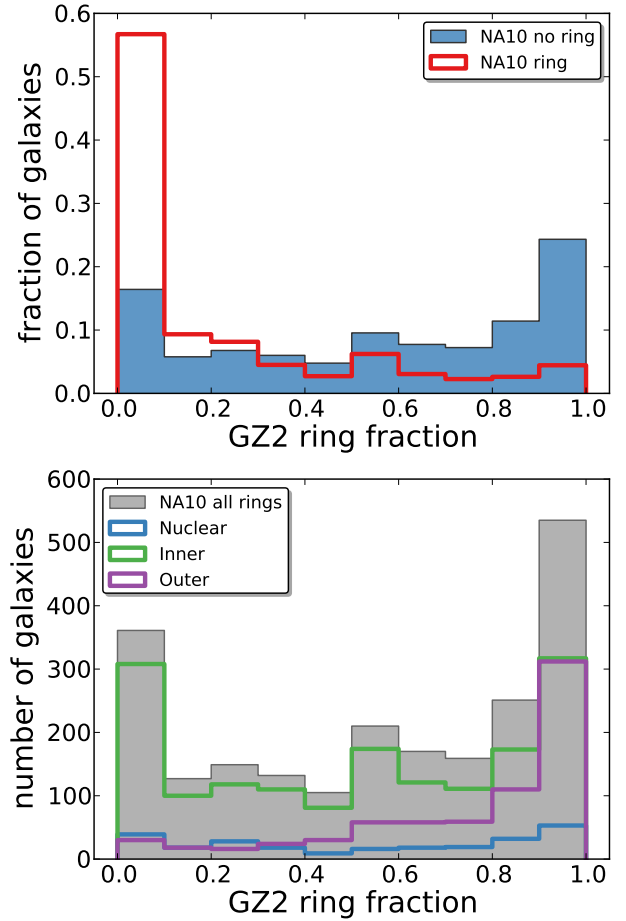 0.6
0.5
0.4
0.3
0.2
0.1
0.0
fraction of galaxies
NA10 no ring
NA10 ring
0.0 0.2 0.4 0.6 0.8 1.0
GZ2 ring fraction
600
500
400
300
200
100
0
number of galaxies
NA10 all rings
Nuclear
Inner
Outer
0.0 0.2 0.4 0.6 0.8 1.0
GZ2 ring fraction